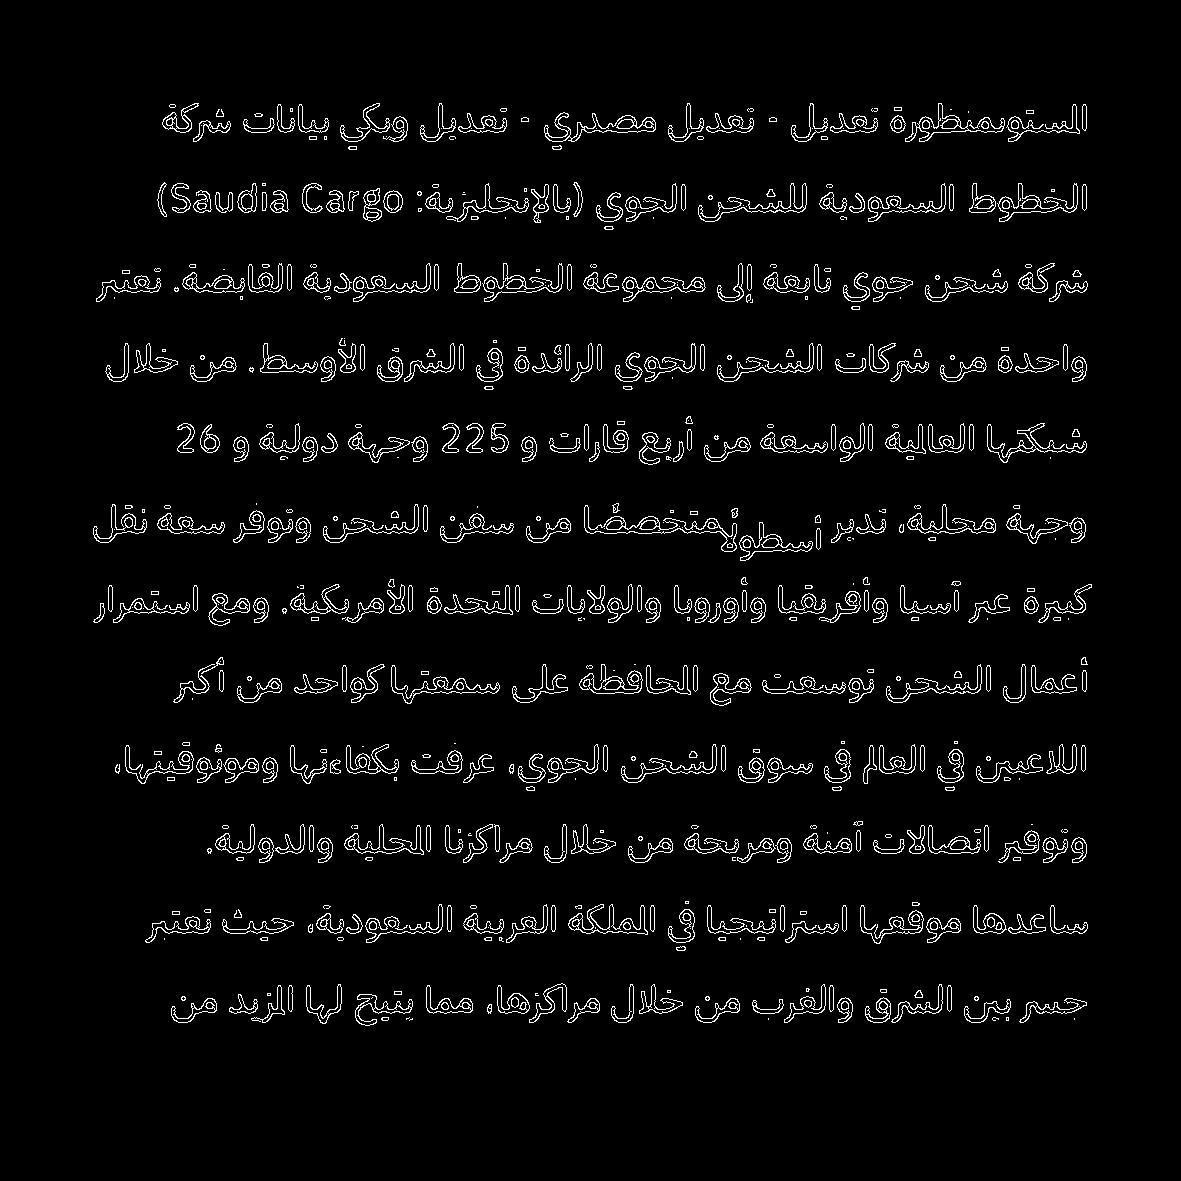 المستوىمنظورة تعديل - تعديل مصدري - تعديل ويكي بيانات شركة
الخطوط السعودية للشحن الجوي (بالإنجليزية: Saudia Cargo)
شركة شحن جوي تابعة إلى مجموعة الخطوط السعودية القابضة. تعتبر
واحدة من شركات الشحن الجوي الرائدة في الشرق الأوسط. من خلال
شبكتها العالمية الواسعة من أربع قارات و 225 وجهة دولية و 26
وجهة محلية، تدير أسطولًا متخصصًا من سفن الشحن وتوفر سعة نقل
كبيرة عبر آسيا وأفريقيا وأوروبا والولايات المتحدة الأمريكية. ومع استمرار
أعمال الشحن توسعت مع المحافظة على سمعتها كواحد من أكبر
اللاعبين في العالم في سوق الشحن الجوي، عرفت بكفاءتها وموثوقيتها،
وتوفير اتصالات آمنة ومريحة من خلال مراكزنا المحلية والدولية.
ساعدها موقعها استراتيجيا في المملكة العربية السعودية، حيث تعتبر
جسر بين الشرق والغرب من خلال مراكزها، مما يتيح لها المزيد من